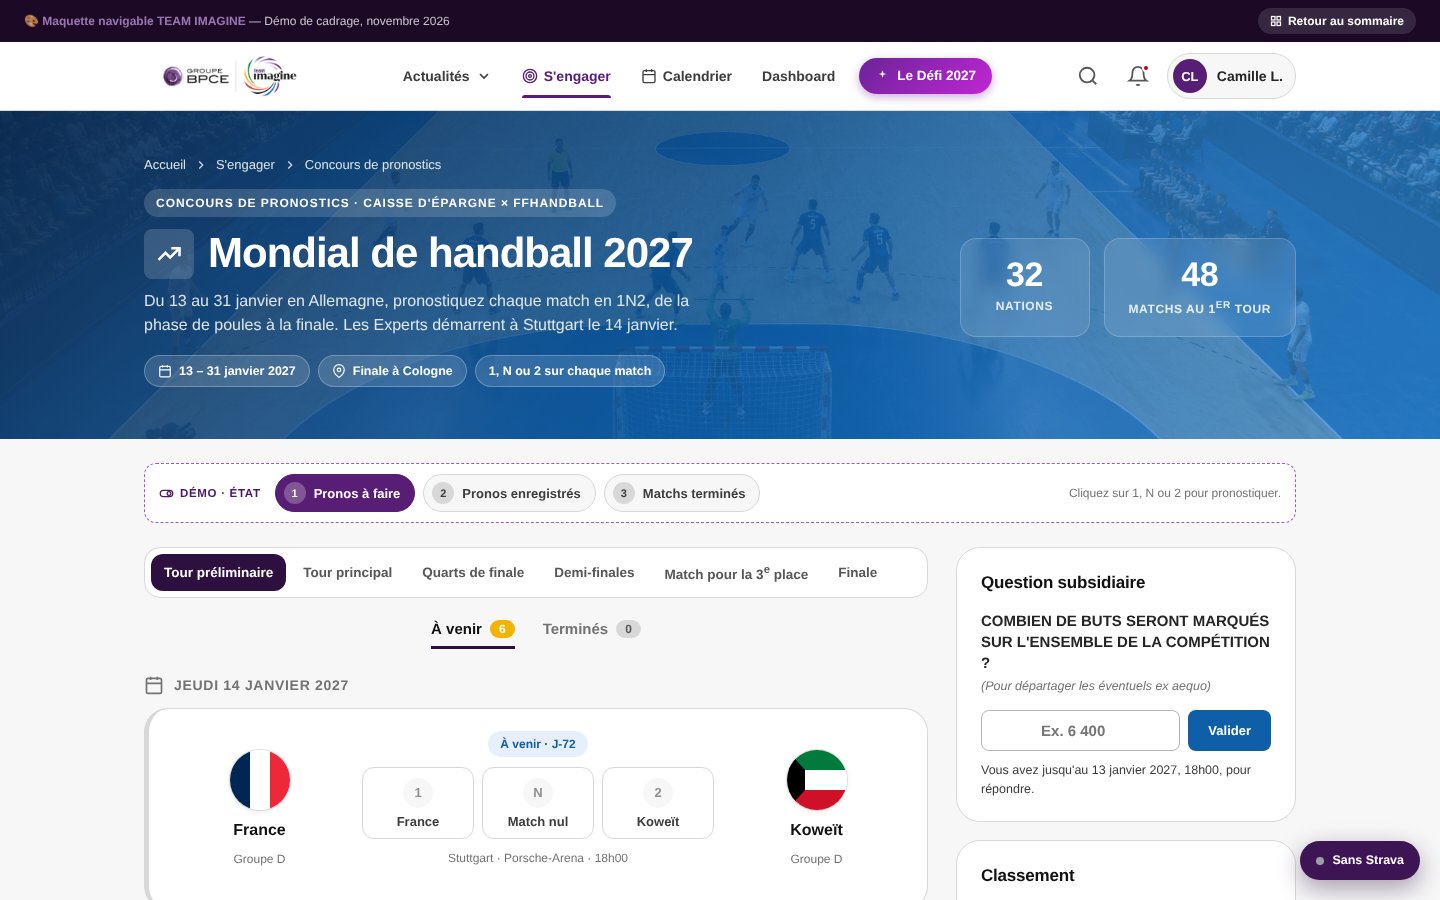 🎨 Maquette navigable TEAM IMAGINE — Démo de cadrage, novembre 2026
Retour au sommaire
GROUPE BPCE
team imagine
Actualités
S'engager
Calendrier
Dashboard
Le Défi 2027
CL
Camille L.
Accueil > S'engager > Concours de pronostics
CONCOURS DE PRONOSTICS · CAISSE D'ÉPARGNE × FFHANDBALL
Mondial de handball 2027
Du 13 au 31 janvier en Allemagne, pronostiquez chaque match en 1N2, de la
phase de poules à la finale. Les Experts démarrent à Stuttgart le 14 janvier.
13 – 31 janvier 2027
Finale à Cologne
1, N ou 2 sur chaque match
32
NATIONS
48
MATCHS AU 1ER TOUR
DÉMO · ÉTAT
1 Pronos à faire
2 Pronos enregistrés
3 Matchs terminés
Cliquez sur 1, N ou 2 pour pronostiquer.
Tour préliminaire
Tour principal
Quarts de finale
Demi-finales
Match pour la 3e place
Finale
À venir 6
Terminés 0
JEUDI 14 JANVIER 2027
À venir · J-72
France
Groupe D
1
France
N
Match nul
2
Koweït
Stuttgart · Porsche-Arena · 18h00
Koweït
Groupe D
Question subsidiaire
COMBIEN DE BUTS SERONT MARQUÉS
SUR L'ENSEMBLE DE LA COMPÉTITION
?
(Pour départager les éventuels ex aequo)
Ex. 6 400
Valider
Vous avez jusqu'au 13 janvier 2027, 18h00, pour
répondre.
Classement
Sans Strava